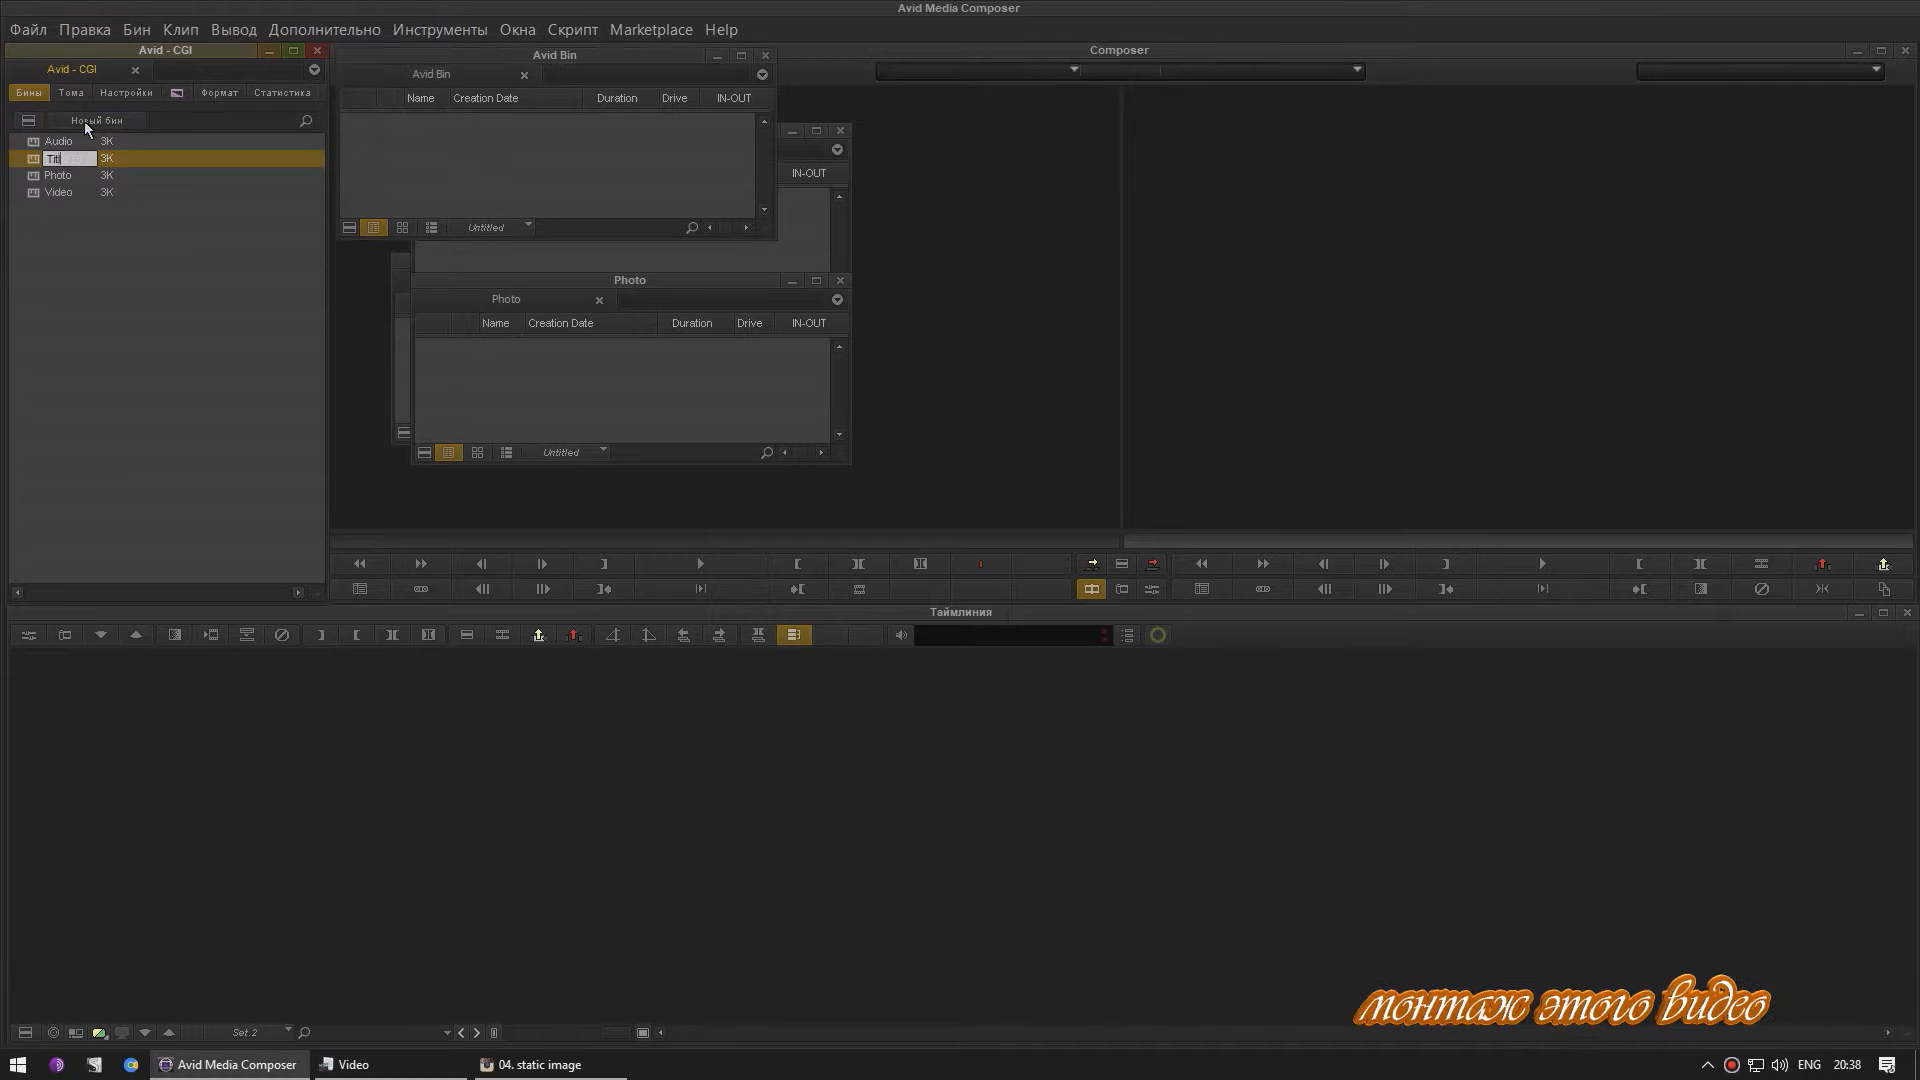 Avid Media Composer
Файл Правка Бин Клип Вывод Дополнительно Инструменты Окна Скрипт Marketplace Help
Avid - CGI
Avid - CGI
Бины Тома Настройки Формат Статистика
Новый бин
Audio 3K
Titl 3K
Photo 3K
Video 3K
Avid Bin
Avid Bin
Name Creation Date Duration Drive IN-OUT
Untitled
IN-OUT
Photo
Photo
Name Creation Date Duration Drive IN-OUT
Untitled
Composer
Таймлиния
Set.2
монтаж этого видео
Avid Media Composer Video 04. static image ENG 20:38